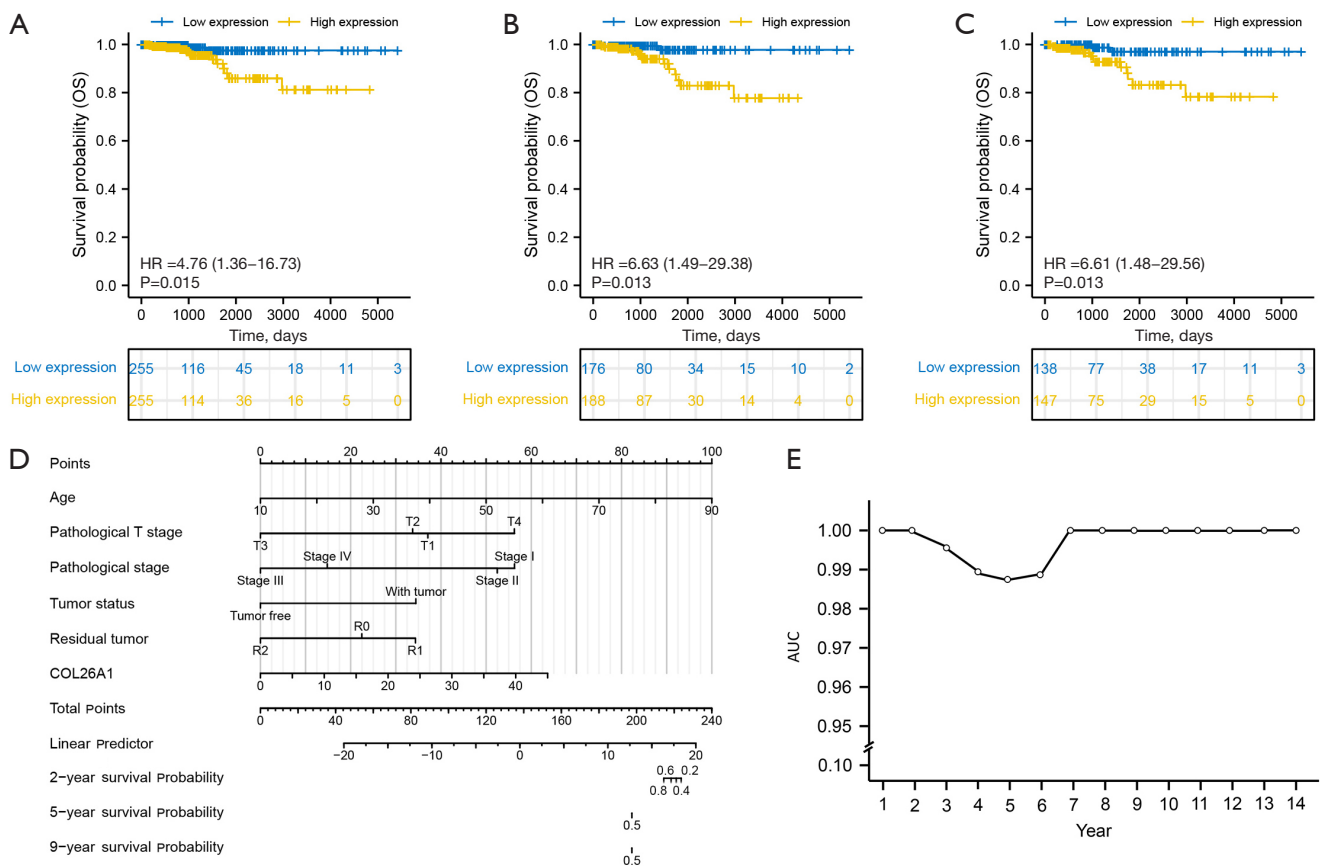 A
Low expression High expression
1.0
0.8
0.6
0.4
0.2
0.0
Survival probability (OS)
HR =4.76 (1.36–16.73)
P=0.015
0 1000 2000 3000 4000 5000
Time, days
Low expression 255 116 45 18 11 3
High expression 255 114 36 16 5 0
B
Low expression High expression
1.0
0.8
0.6
0.4
0.2
0.0
Survival probability (OS)
HR =6.63 (1.49–29.38)
P=0.013
0 1000 2000 3000 4000 5000
Time, days
Low expression 176 80 34 15 10 2
High expression 188 87 30 14 4 0
C
Low expression High expression
1.0
0.8
0.6
0.4
0.2
0.0
Survival probability (OS)
HR =6.61 (1.48–29.56)
P=0.013
0 1000 2000 3000 4000 5000
Time, days
Low expression 138 77 38 17 11 3
High expression 147 75 29 15 5 0
D
0 20 40 60 80 100
Points
Age
10 30 50 70 90
T2 T4
Pathological T stage
T3 T1
Stage IV Stage I
Pathological stage
Stage III Stage II
With tumor
Tumor status
Tumor free
R0
Residual tumor
R2 R1
COL26A1
0 10 20 30 40
Total Points
0 40 80 120 160 200 240
Linear Predictor
−20 −10 0 10 20
0.6 0.2
2−year survival Probability
0.8 0.4
5−year survival Probability
0.5
9−year survival Probability
0.5
E
1.00
0.99
0.98
0.97
0.96
0.95
0.10
AUC
1 2 3 4 5 6 7 8 9 10 11 12 13 14
Year